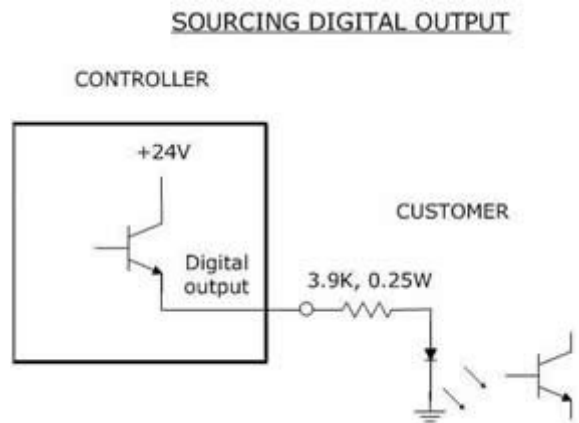 SOURCING DIGITAL OUTPUT
CONTROLLER
+24V
CUSTOMER
Digital
output
3.9K, 0.25W